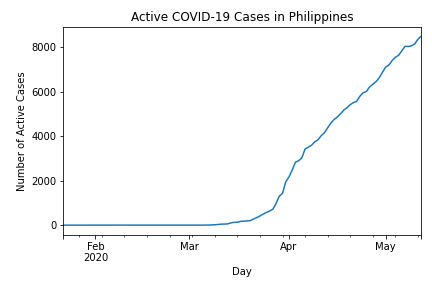 Active COVID-19 Cases in Philippines
Number of Active Cases
8000
6000
4000
2000
0
Feb
2020
Mar
Apr
May
Day